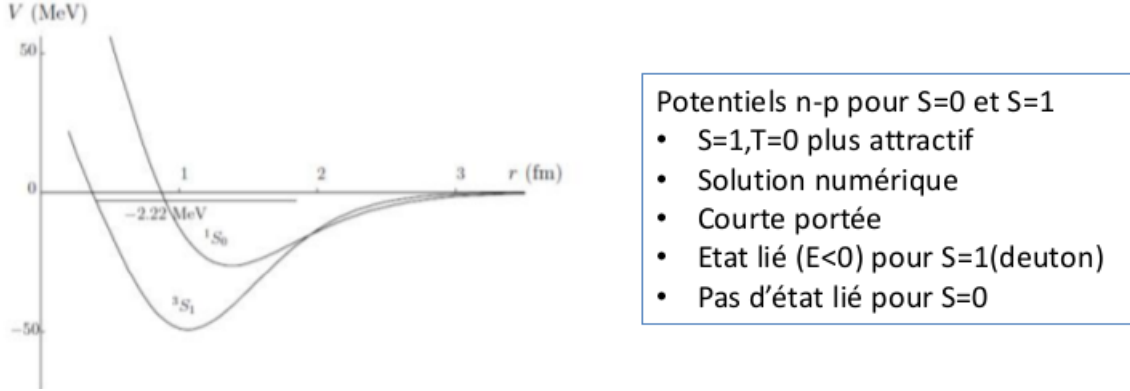 V (MeV)
50
0
1
2
3
r (fm)
−2.22 MeV
¹S₀
³S₁
−50
Potentiels n-p pour S=0 et S=1
• S=1,T=0 plus attractif
• Solution numérique
• Courte portée
• Etat lié (E<0) pour S=1(deuton)
• Pas d’état lié pour S=0